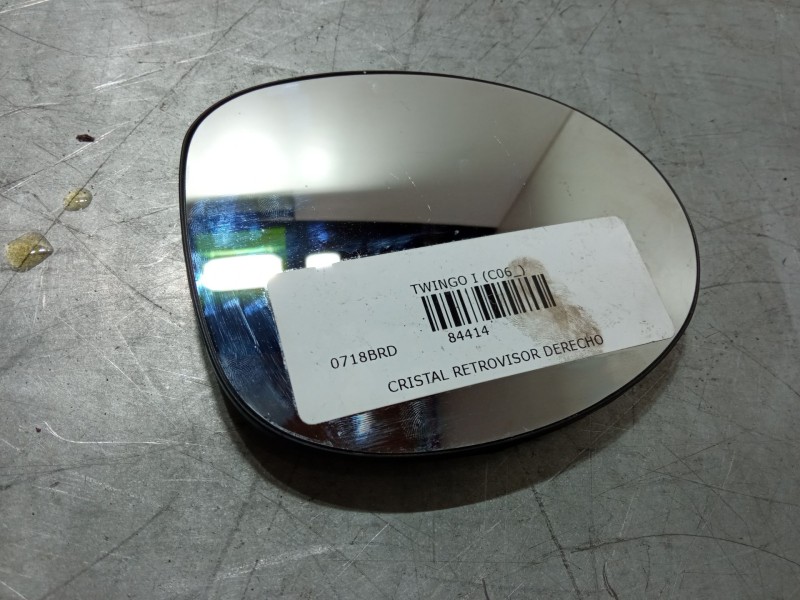 TWINGO I (C06_)
84414
0718BRD
CRISTAL RETROVISOR DERECHO